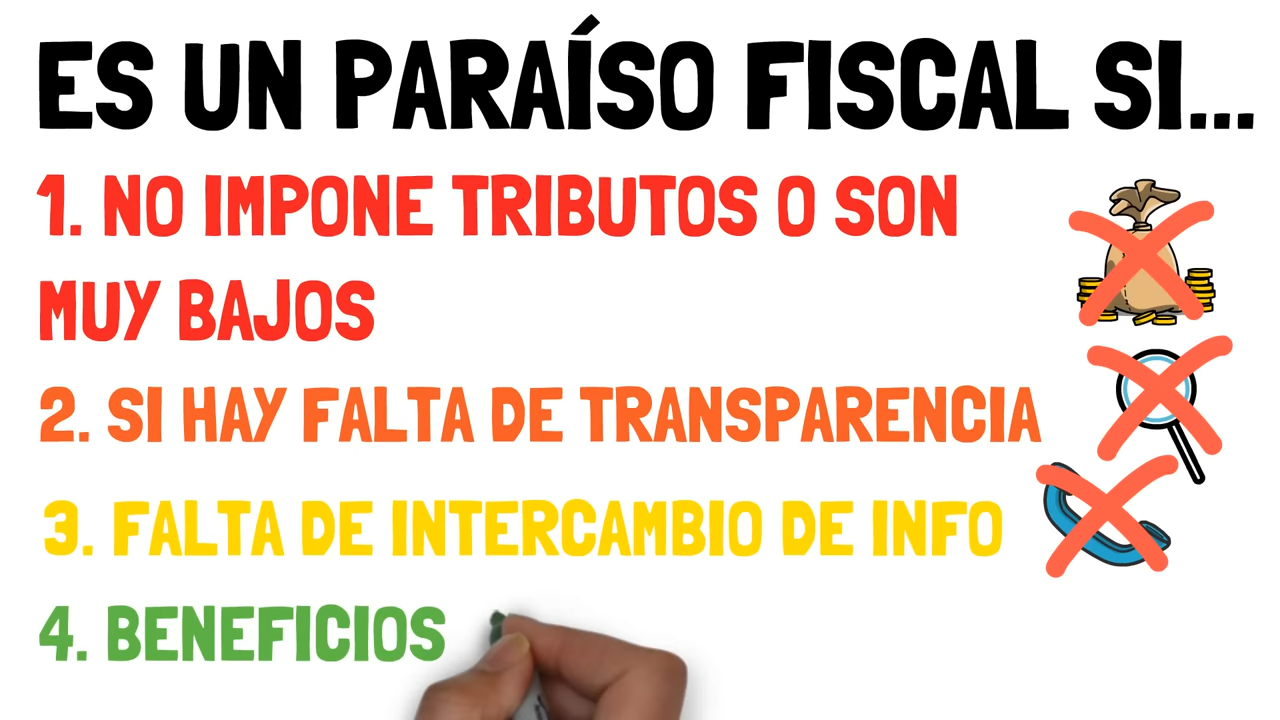 ES UN PARAÍSO FISCAL SI...
1. NO IMPONE TRIBUTOS O SON
MUY BAJOS
2. SI HAY FALTA DE TRANSPARENCIA
3. FALTA DE INTERCAMBIO DE INFO
4. BENEFICIOS